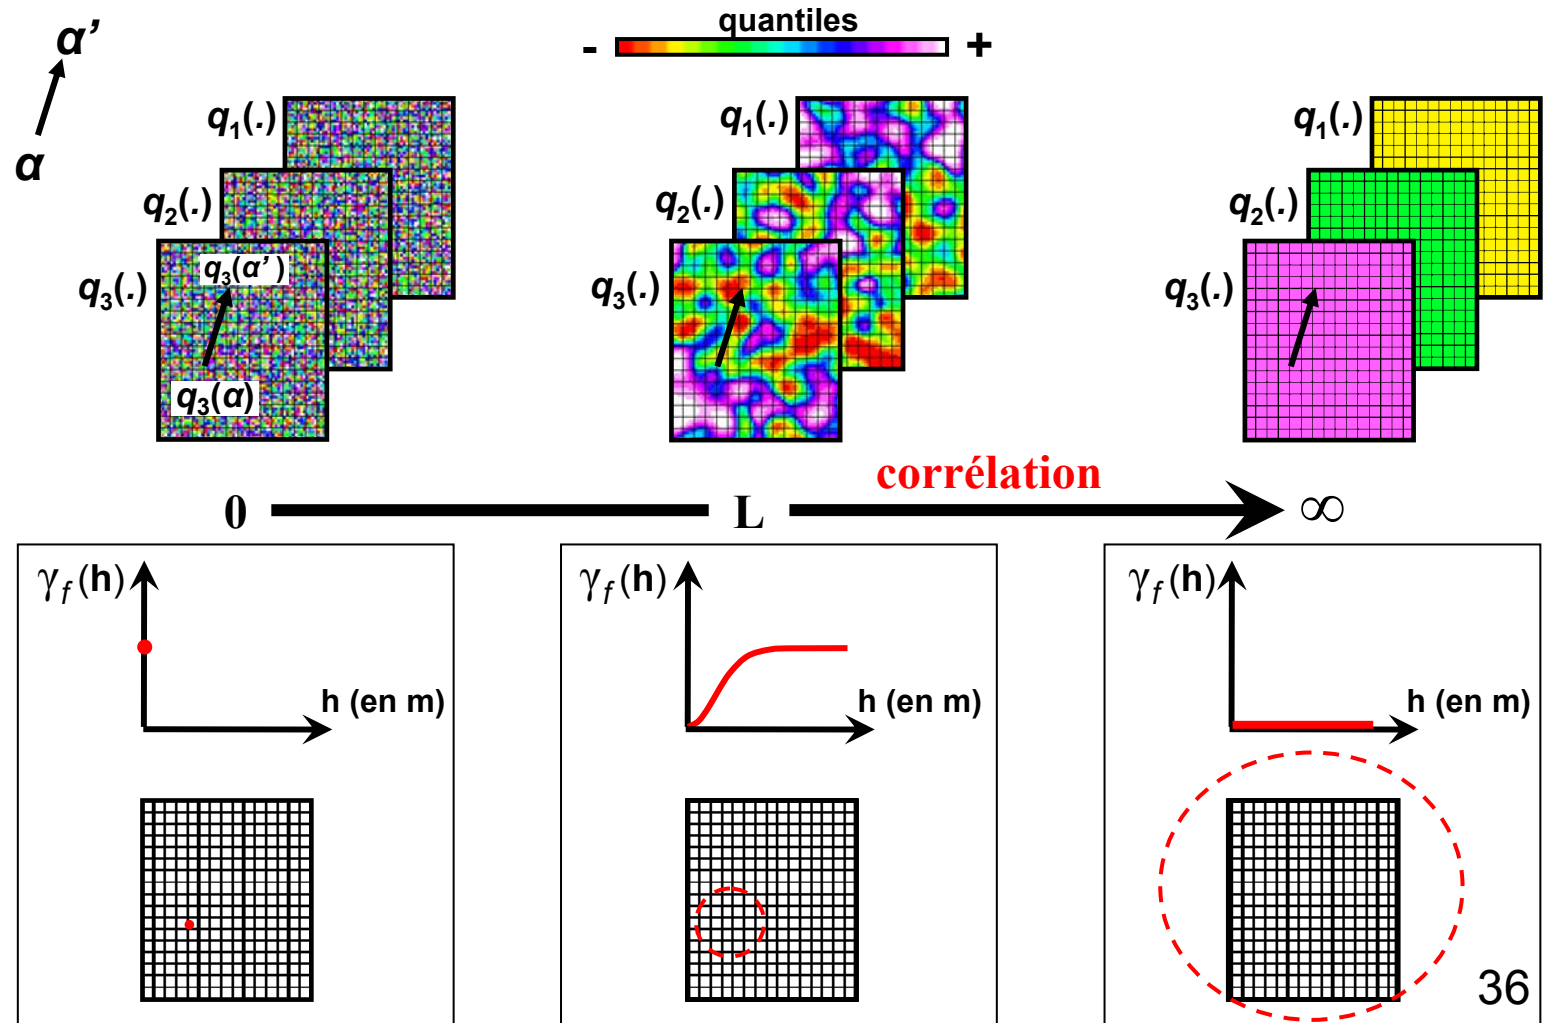 quantiles
- +
α’
α
q1(.)
q2(.)
q3(.)
q3(α’ )
q3(α)
q1(.)
q2(.)
q3(.)
q1(.)
q2(.)
q3(.)
corrélation
0 L ∞
γf(h)
h (en m)
γf(h)
h (en m)
γf(h)
h (en m)
36